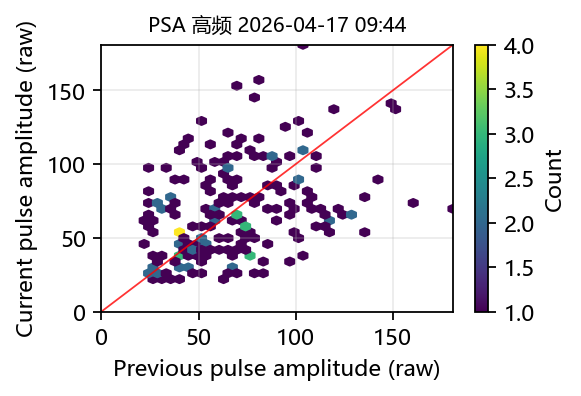 PSA 高频 2026-04-17 09:44
Current pulse amplitude (raw)
150
100
50
0
0 50 100 150
Previous pulse amplitude (raw)
4.0
3.5
3.0
2.5
2.0
1.5
1.0
Count